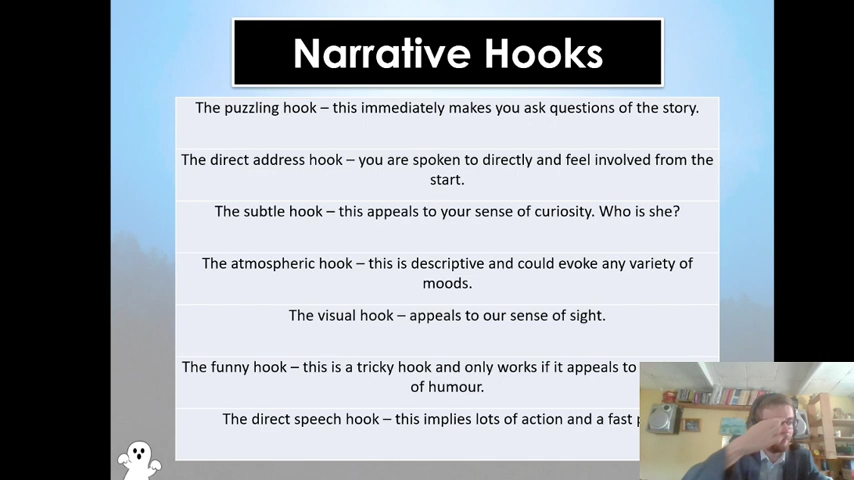 Narrative Hooks
The puzzling hook – this immediately makes you ask questions of the story.
The direct address hook – you are spoken to directly and feel involved from the
start.
The subtle hook – this appeals to your sense of curiosity. Who is she?
The atmospheric hook – this is descriptive and could evoke any variety of
moods.
The visual hook – appeals to our sense of sight.
The funny hook – this is a tricky hook and only works if it appeals to
of humour.
The direct speech hook – this implies lots of action and a fast